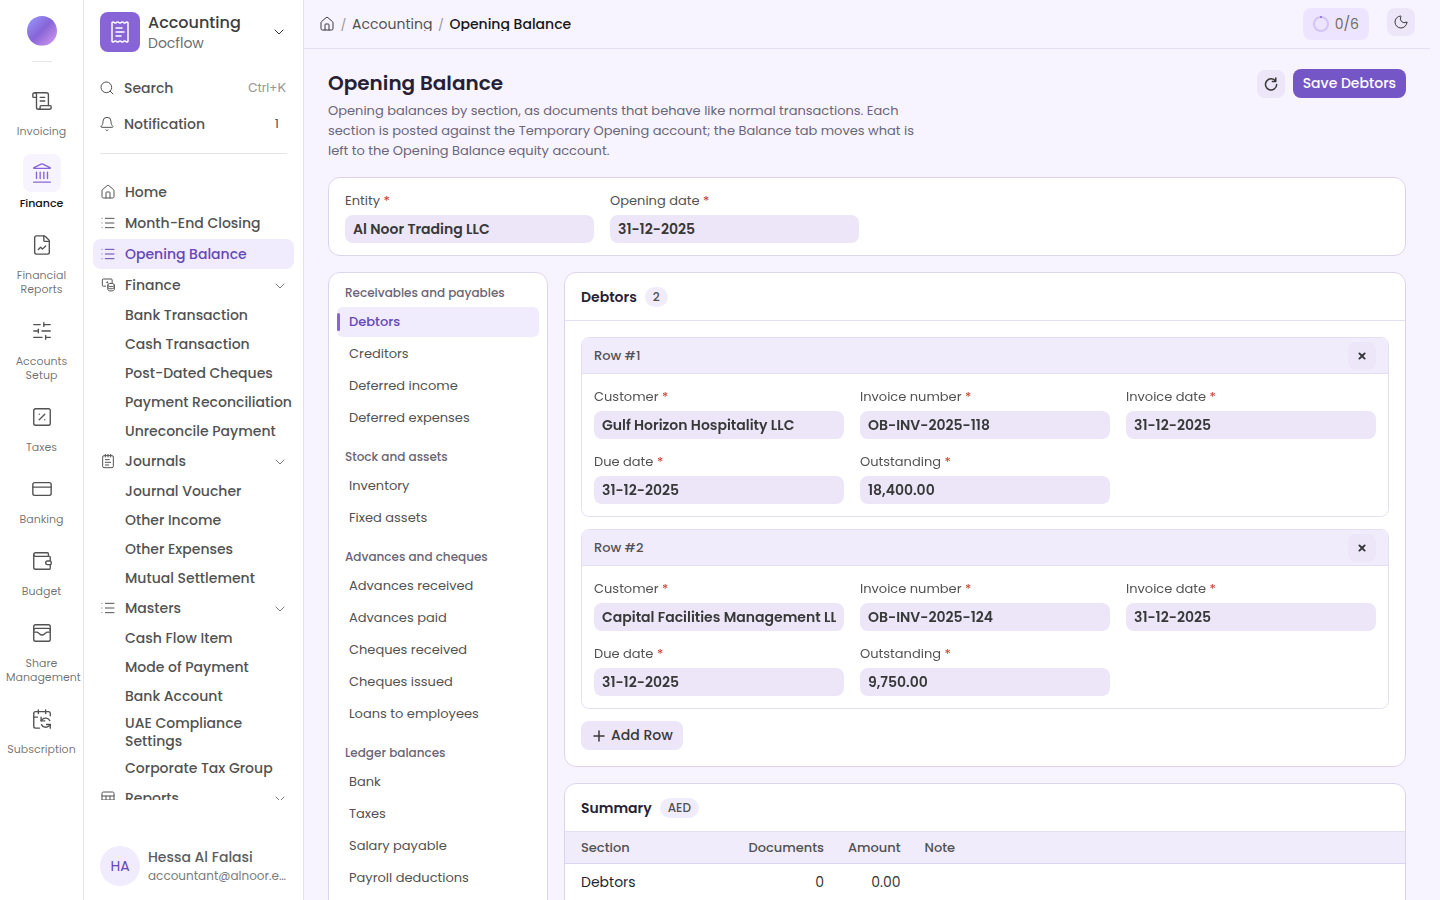 Invoicing
Finance
Financial
Reports
Accounts
Setup
Taxes
Banking
Budget
Share
Management
Subscription
Accounting
Docflow
Search Ctrl+K
Notification 1
Home
Month-End Closing
Opening Balance
Finance
Bank Transaction
Cash Transaction
Post-Dated Cheques
Payment Reconciliation
Unreconcile Payment
Journals
Journal Voucher
Other Income
Other Expenses
Mutual Settlement
Masters
Cash Flow Item
Mode of Payment
Bank Account
UAE Compliance
Settings
Corporate Tax Group
Reports
HA
Hessa Al Falasi
accountant@alnoor.e...
/ Accounting / Opening Balance
0/6
Opening Balance
Save Debtors
Opening balances by section, as documents that behave like normal transactions. Each
section is posted against the Temporary Opening account; the Balance tab moves what is
left to the Opening Balance equity account.
Entity * Opening date *
Al Noor Trading LLC 31-12-2025
Receivables and payables
Debtors
Creditors
Deferred income
Deferred expenses
Stock and assets
Inventory
Fixed assets
Advances and cheques
Advances received
Advances paid
Cheques received
Cheques issued
Loans to employees
Ledger balances
Bank
Taxes
Salary payable
Payroll deductions
Debtors 2
Row #1
Customer * Invoice number * Invoice date *
Gulf Horizon Hospitality LLC OB-INV-2025-118 31-12-2025
Due date * Outstanding *
31-12-2025 18,400.00
Row #2
Customer * Invoice number * Invoice date *
Capital Facilities Management LL OB-INV-2025-124 31-12-2025
Due date * Outstanding *
31-12-2025 9,750.00
Add Row
Summary AED
Section Documents Amount Note
Debtors 0 0.00